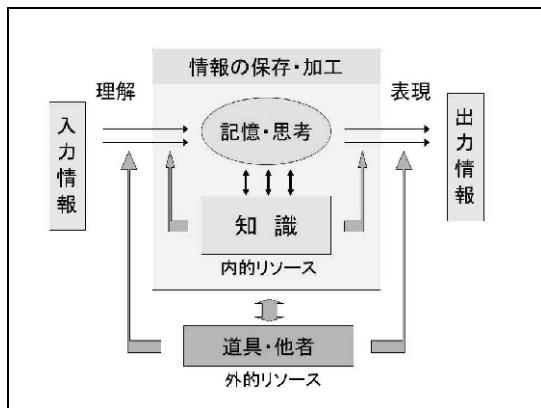 情報の保存・加工
理解
表現
入力情報
記憶・思考
出力情報
知識
内的リソース
道具・他者
外的リソース